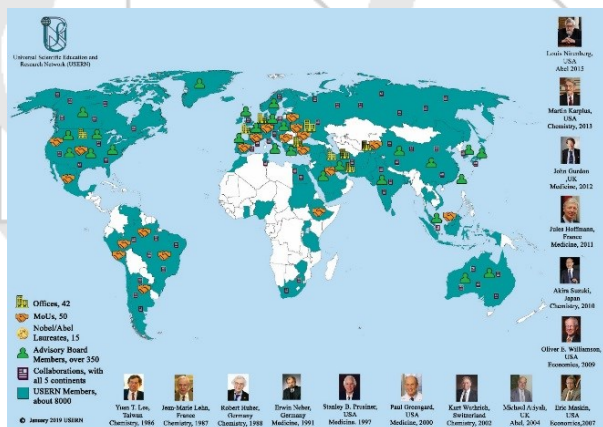 Universal Scientific Education and
Research Network (USERN)
Louis Nirenberg,
USA
Abel 2015
Martin Karplus,
USA
Chemistry, 2013
John Gurdon
,UK
Medicine, 2012
Jules Hoffmann,
France
Medicine, 2011
Akira Suzuki,
Japan
Chemistry, 2010
Oliver E. Williamson,
USA
Economics, 2009
Offices, 42
MoUs, 50
Nobel/Abel
Laureates, 15
Advisory Board
Members, over 350
Collaborations, with
all 5 continents
USERN Members,
about 8000
© January 2019 USERN
Yuan T. Lee,
Taiwan
Chemistry, 1986
Jean-Marie Lehn,
France
Chemistry, 1987
Robert Huber,
Germany
Chemistry, 1988
Erwin Neher,
Germany
Medicine, 1991
Stanley B. Prusiner,
USA
Medicine, 1997
Paul Greengard,
USA
Medicine, 2000
Kurt Wuthrich,
Switzerland
Chemistry, 2002
Michael Atiyah,
UK
Abel, 2004
Eric Maskin,
USA
Economics,2007